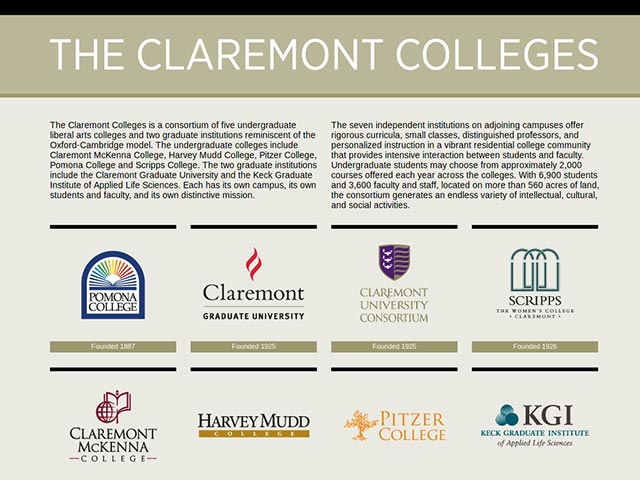 THE CLAREMONT COLLEGES
The Claremont Colleges is a consortium of five undergraduate
liberal arts colleges and two graduate institutions reminiscent of the
Oxford-Cambridge model. The undergraduate colleges include
Claremont McKenna College, Harvey Mudd College, Pitzer College,
Pomona College and Scripps College. The two graduate institutions
include the Claremont Graduate University and the Keck Graduate
Institute of Applied Life Sciences. Each has its own campus, its own
students and faculty, and its own distinctive mission.
The seven independent institutions on adjoining campuses offer
rigorous curricula, small classes, distinguished professors, and
personalized instruction in a vibrant residential college community
that provides intensive interaction between students and faculty.
Undergraduate students may choose from approximately 2,000
courses offered each year across the colleges. With 6,900 students
and 3,600 faculty and staff, located on more than 560 acres of land,
the consortium generates an endless variety of intellectual, cultural,
and social activities.
POMONA
COLLEGE
Founded 1887
Claremont
GRADUATE UNIVERSITY
Founded 1925
CLAREMONT
UNIVERSITY
CONSORTIUM
Founded 1925
SCRIPPS
THE WOMEN'S COLLEGE
• CLAREMONT •
Founded 1926
CLAREMONT
MCKENNA
COLLEGE
HARVEY MUDD
COLLEGE
PITZER
COLLEGE
KGI
KECK GRADUATE INSTITUTE
of Applied Life Sciences